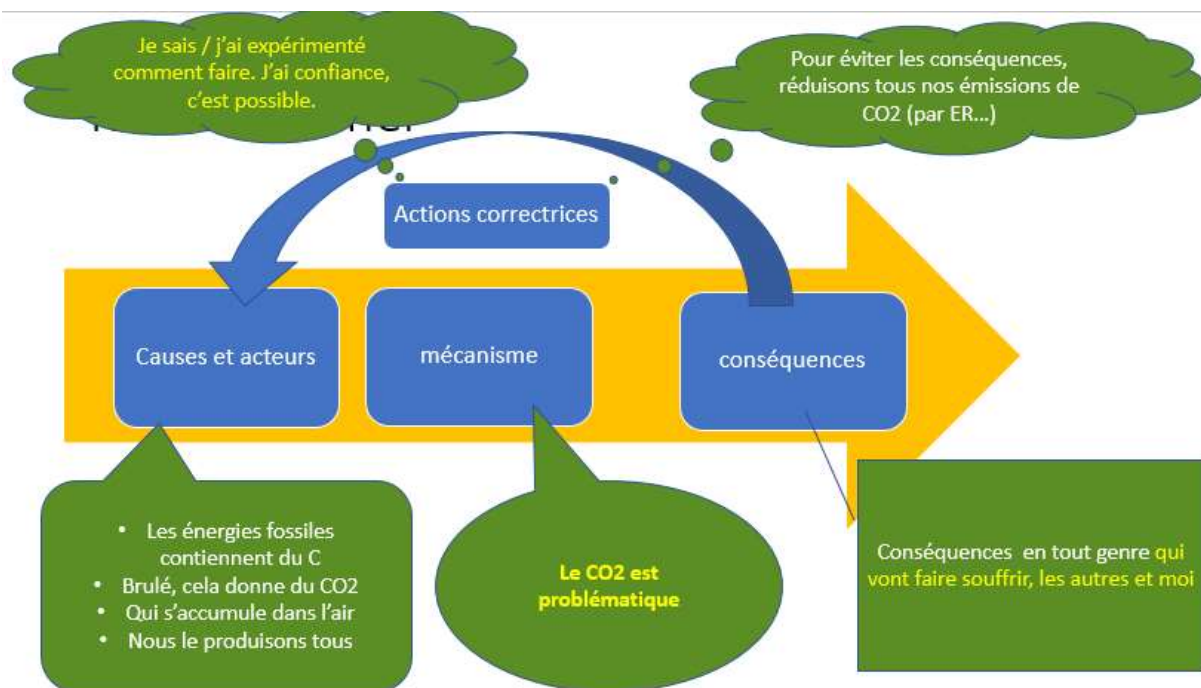 Je sais / j'ai expérimenté
comment faire. J'ai confiance,
c'est possible.
Pour éviter les conséquences,
réduisons tous nos émissions de
CO2 (par ER...)
Actions correctrices
Causes et acteurs
mécanisme
conséquences
• Les énergies fossiles
contiennent du C
• Brulé, cela donne du CO2
• Qui s'accumule dans l'air
• Nous le produisons tous
Le CO2 est
problématique
Conséquences en tout genre qui
vont faire souffrir, les autres et moi